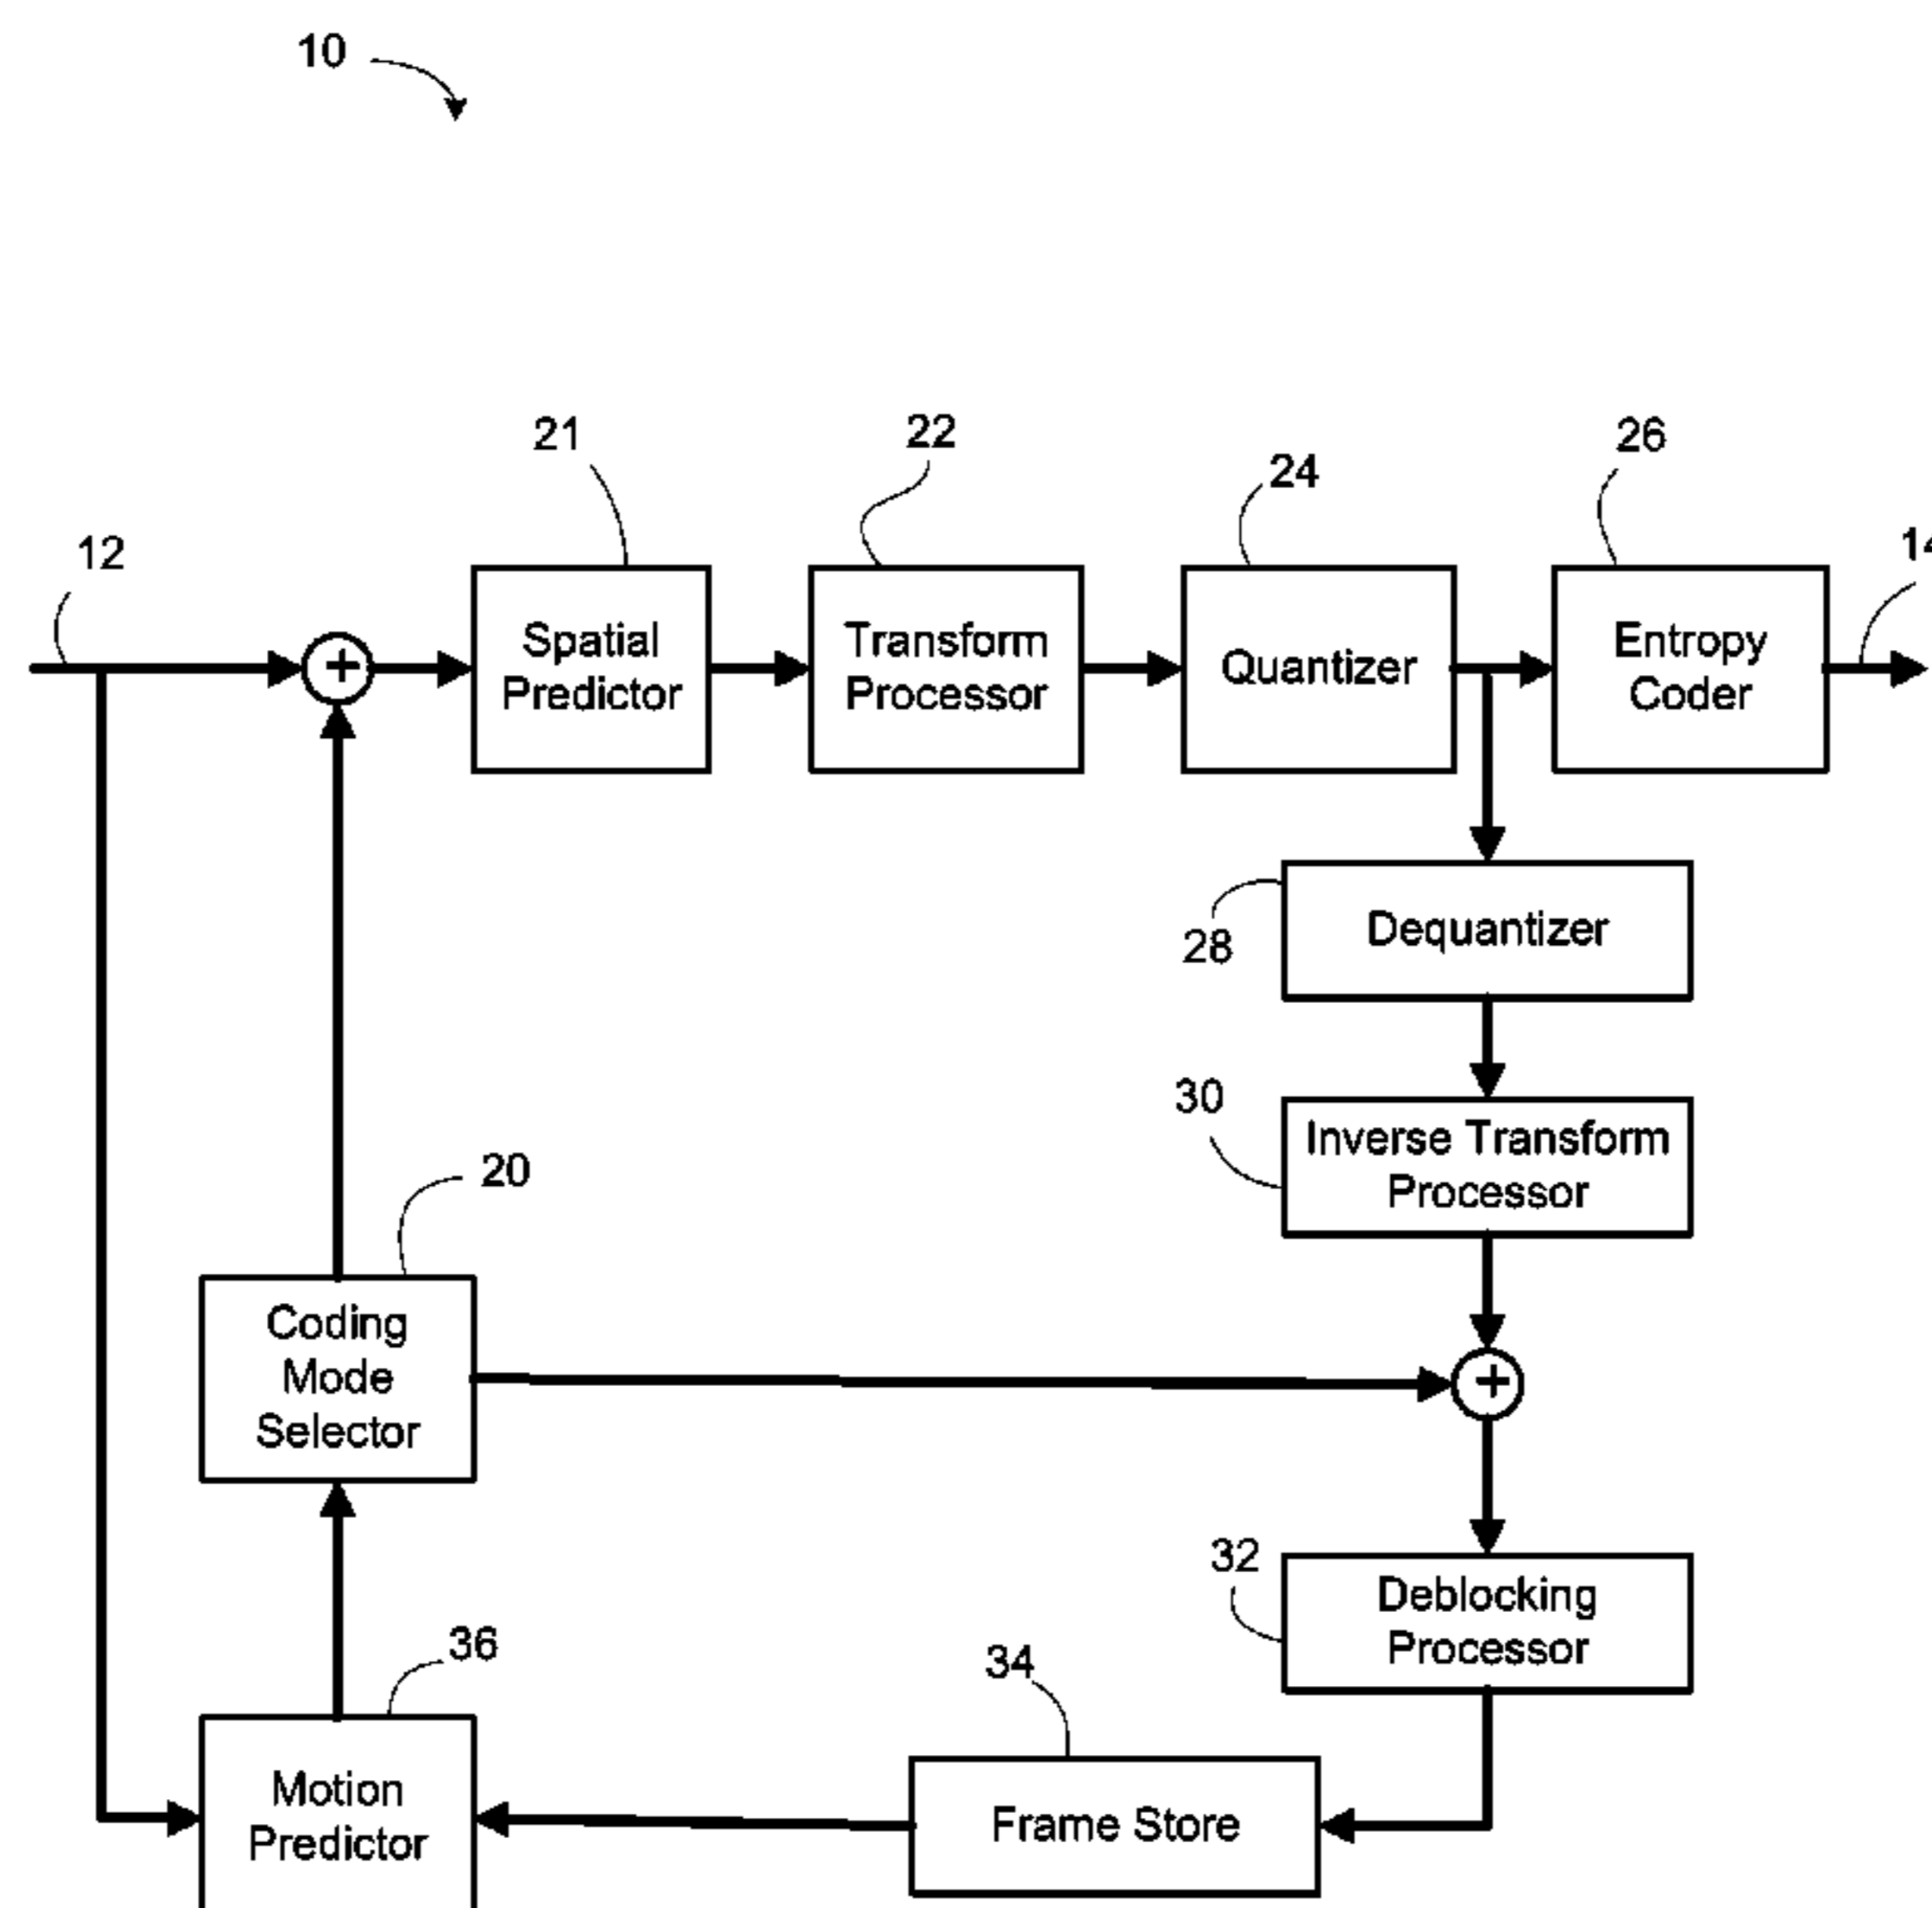 10
21
22
24
26
12
14
Spatial
Predictor
Transform
Processor
Quantizer
Entropy
Coder
+
28
Dequantizer
30
Inverse Transform
Processor
20
Coding
Mode
Selector
+
32
Deblocking
Processor
36
34
Motion
Predictor
Frame Store